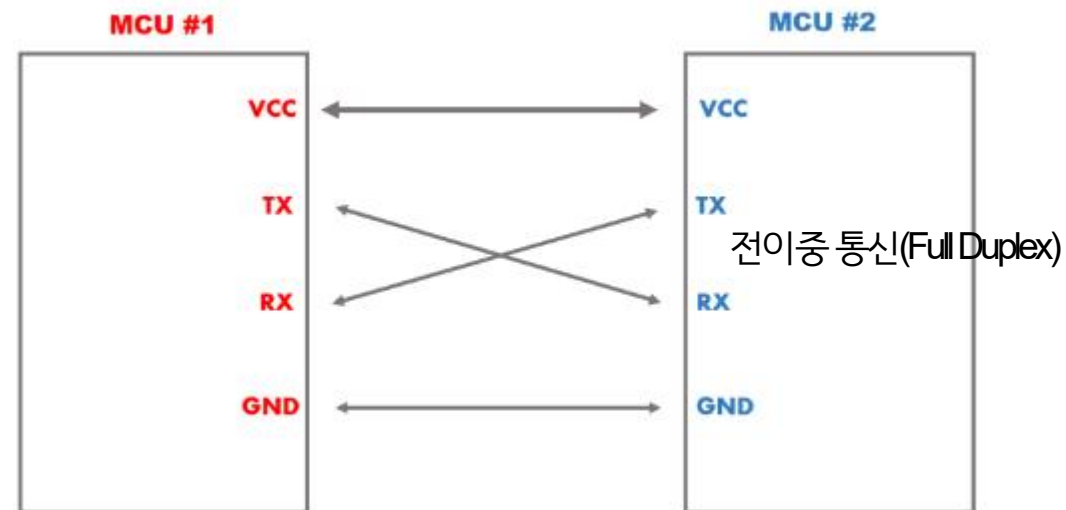 MCU #1
MCU #2
VCC
VCC
TX
TX
전이중 통신(Full Duplex)
RX
RX
GND
GND